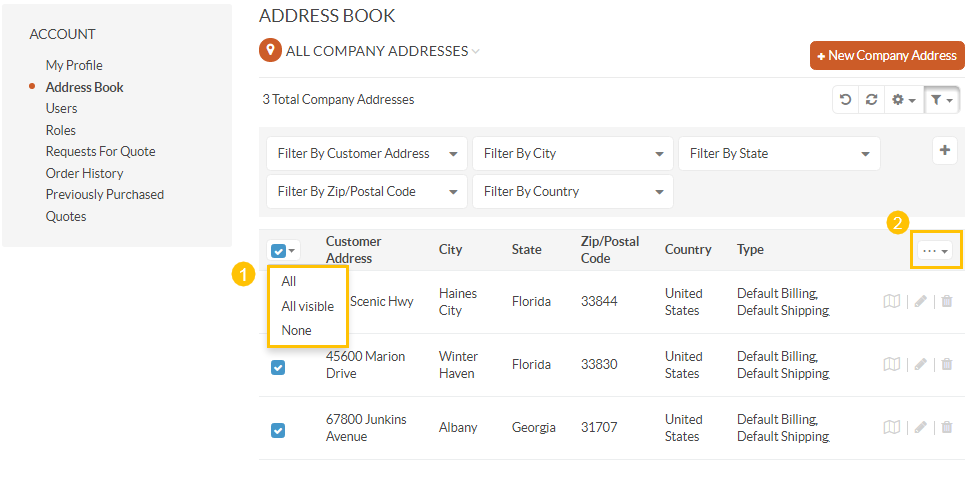 ACCOUNT
My Profile
Address Book
Users
Roles
Requests For Quote
Order History
Previously Purchased
Quotes
ADDRESS BOOK
ALL COMPANY ADDRESSES
+ New Company Address
3 Total Company Addresses
Filter By Customer Address
Filter By City
Filter By State
+
Filter By Zip/Postal Code
Filter By Country
2
Customer
Address
City
State
Zip/Postal
Code
Country
Type
...
1
All
All visible
None
Scenic Hwy
Haines
City
Florida
33844
United
States
Default Billing,
Default Shipping
45600 Marion
Drive
Winter
Haven
Florida
33830
United
States
Default Billing,
Default Shipping
67800 Junkins
Avenue
Albany
Georgia
31707
United
States
Default Billing,
Default Shipping